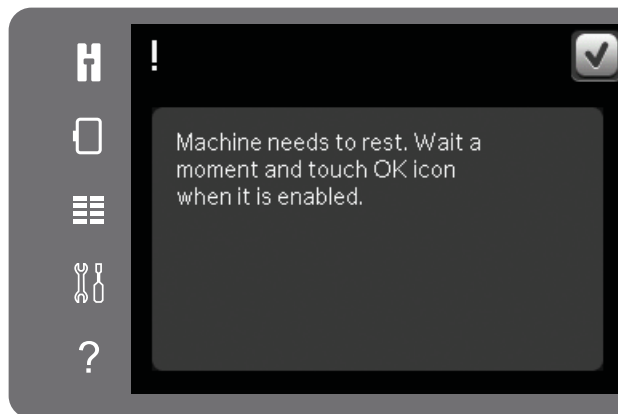 !
Machine needs to rest. Wait a
moment and touch OK icon
when it is enabled.
?